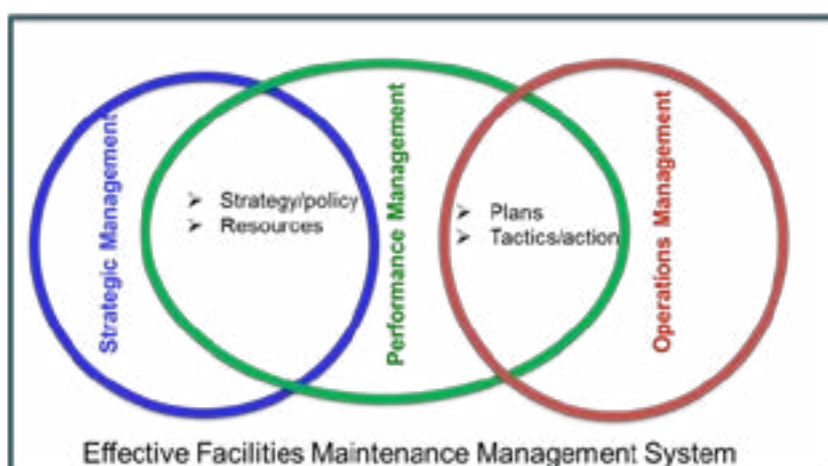 Strategic Management
➢ Strategy/policy
➢ Resources
Performance Management
➢ Plans
➢ Tactics/action
Operations Management
Effective Facilities Maintenance Management System